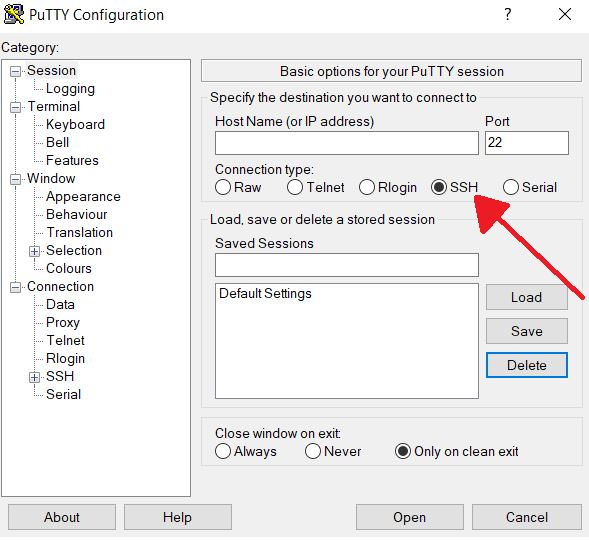 PuTTY Configuration
?
Category:
Session
Logging
Terminal
Keyboard
Bell
Features
Window
Appearance
Behaviour
Translation
Selection
Colours
Connection
Data
Proxy
Telnet
Rlogin
SSH
Serial
Basic options for your PuTTY session
Specify the destination you want to connect to
Host Name (or IP address) Port
22
Connection type:
Raw Telnet Rlogin SSH Serial
Load, save or delete a stored session
Saved Sessions
Default Settings
Load
Save
Delete
Close window on exit:
Always Never Only on clean exit
About Help Open Cancel